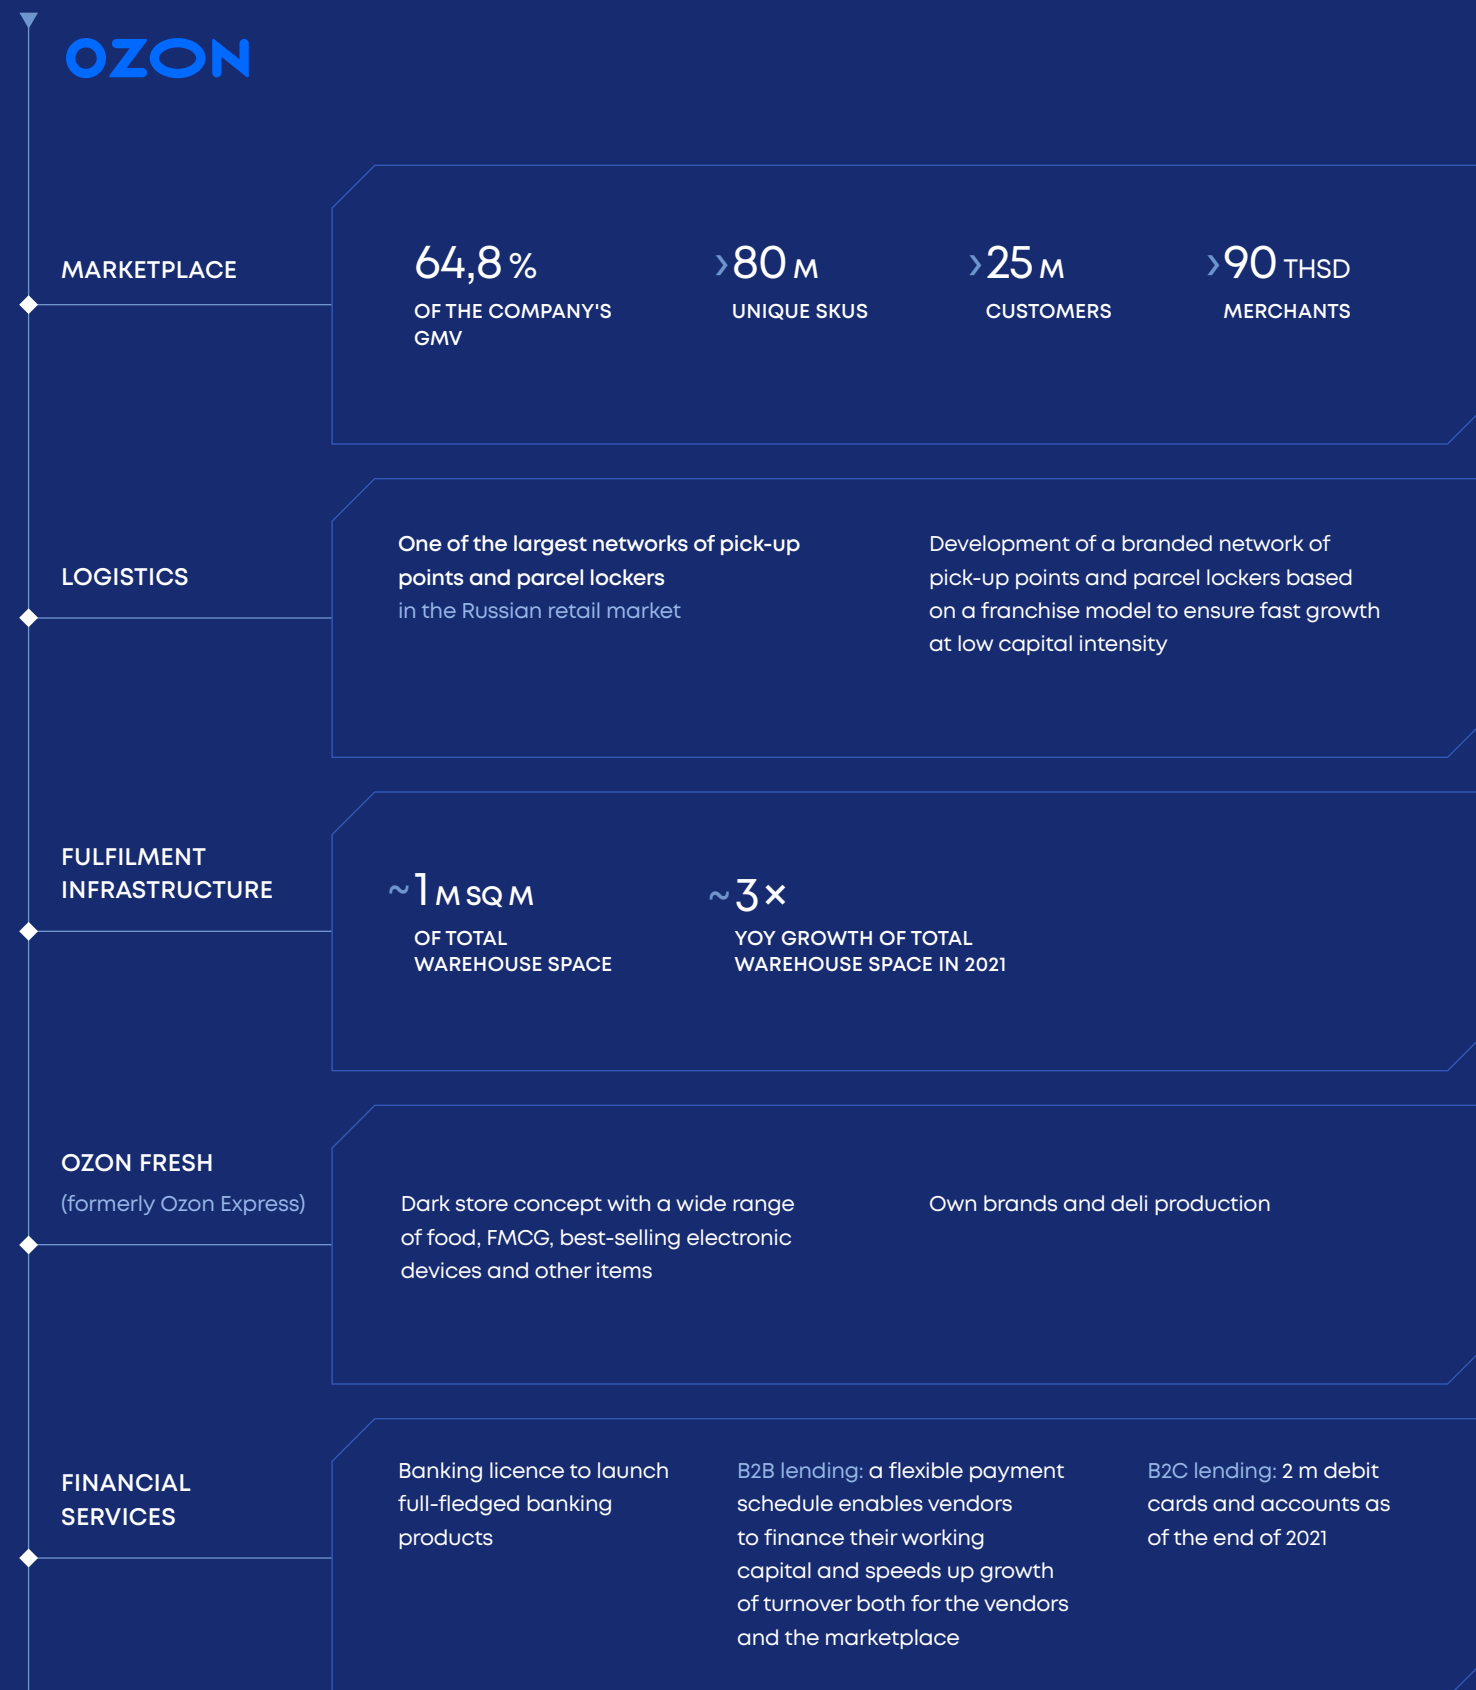 OZON
MARKETPLACE
64,8 %
OF THE COMPANY'S
GMV
›80 M
UNIQUE SKUS
›25 M
CUSTOMERS
›90 THSD
MERCHANTS
LOGISTICS
One of the largest networks of pick-up
points and parcel lockers
in the Russian retail market
Development of a branded network of
pick-up points and parcel lockers based
on a franchise model to ensure fast growth
at low capital intensity
FULFILMENT
INFRASTRUCTURE
~1 M SQ M
OF TOTAL
WAREHOUSE SPACE
~3×
YOY GROWTH OF TOTAL
WAREHOUSE SPACE IN 2021
OZON FRESH
(formerly Ozon Express)
Dark store concept with a wide range
of food, FMCG, best-selling electronic
devices and other items
Own brands and deli production
FINANCIAL
SERVICES
Banking licence to launch
full-fledged banking
products
B2B lending: a flexible payment
schedule enables vendors
to finance their working
capital and speeds up growth
of turnover both for the vendors
and the marketplace
B2C lending: 2 m debit
cards and accounts as
of the end of 2021